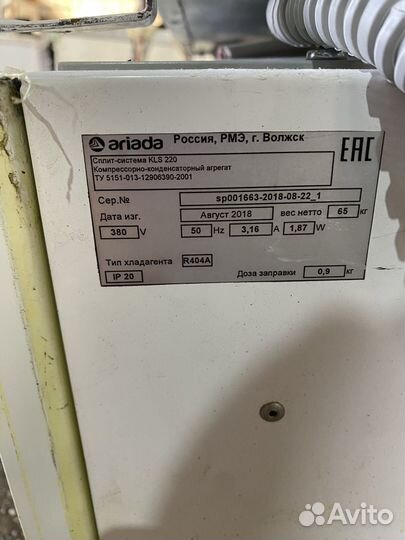 ariada Россия, РМЭ, г. Волжск
EAC
Сплит-система KLS 220
Компрессорно-конденсаторный агрегат
ТУ 5151-013-12906390-2001
Сер.№ sp001663-2018-08-22_1
Дата изг. Август 2018 вес нетто 65 кг
380 V 50 Hz 3,16 A 1,87 W
Тип хладагента R404A
IP 20 Доза заправки 0,9 кг
Avito